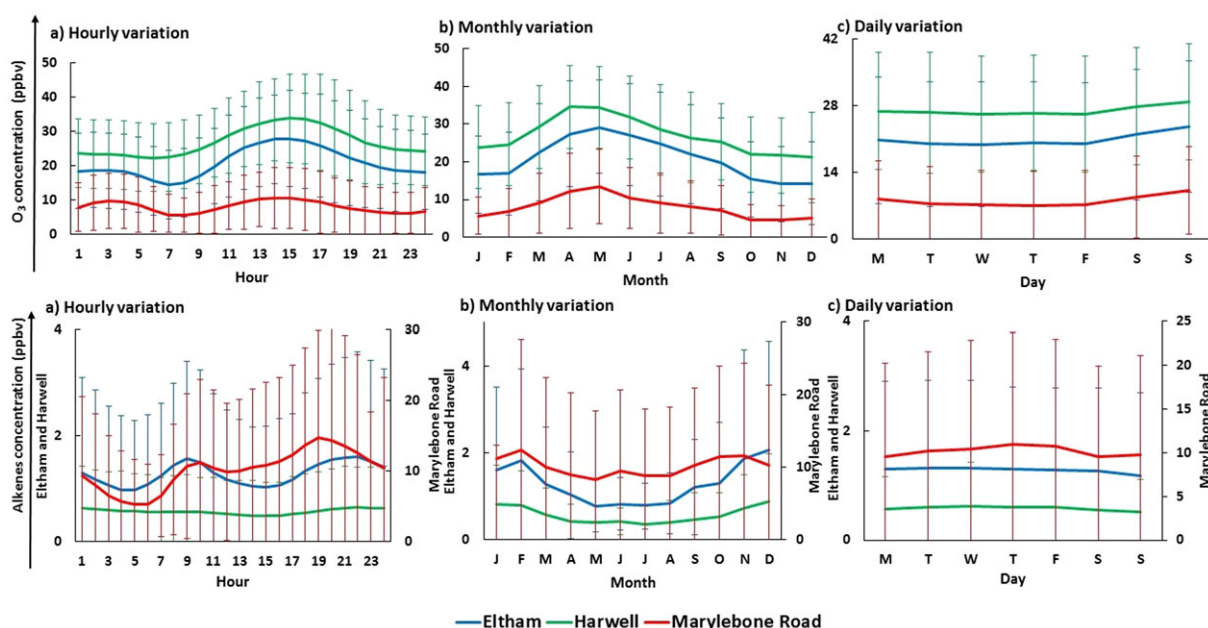 a) Hourly variation
O₃ concentration (ppbv)
50
40
30
20
10
0
1 3 5 7 9 11 13 15 17 19 21 23
Hour
b) Monthly variation
50
40
30
20
10
0
J F M A M J J A S O N D
Month
c) Daily variation
42
28
14
0
M T W T F S S
Day
a) Hourly variation
Alkenes concentration (ppbv)
Eltham and Harwell
4
2
0
30
20
10
0
Marylebone Road
1 3 5 7 9 11 13 15 17 19 21 23
Hour
b) Monthly variation
Eltham and Harwell
4
2
0
30
20
10
0
Marylebone Road
J F M A M J J A S O N D
Month
c) Daily variation
Eltham and Harwell
4
2
0
25
20
15
10
5
0
Marylebone Road
M T W T F S S
Day
Eltham Harwell Marylebone Road